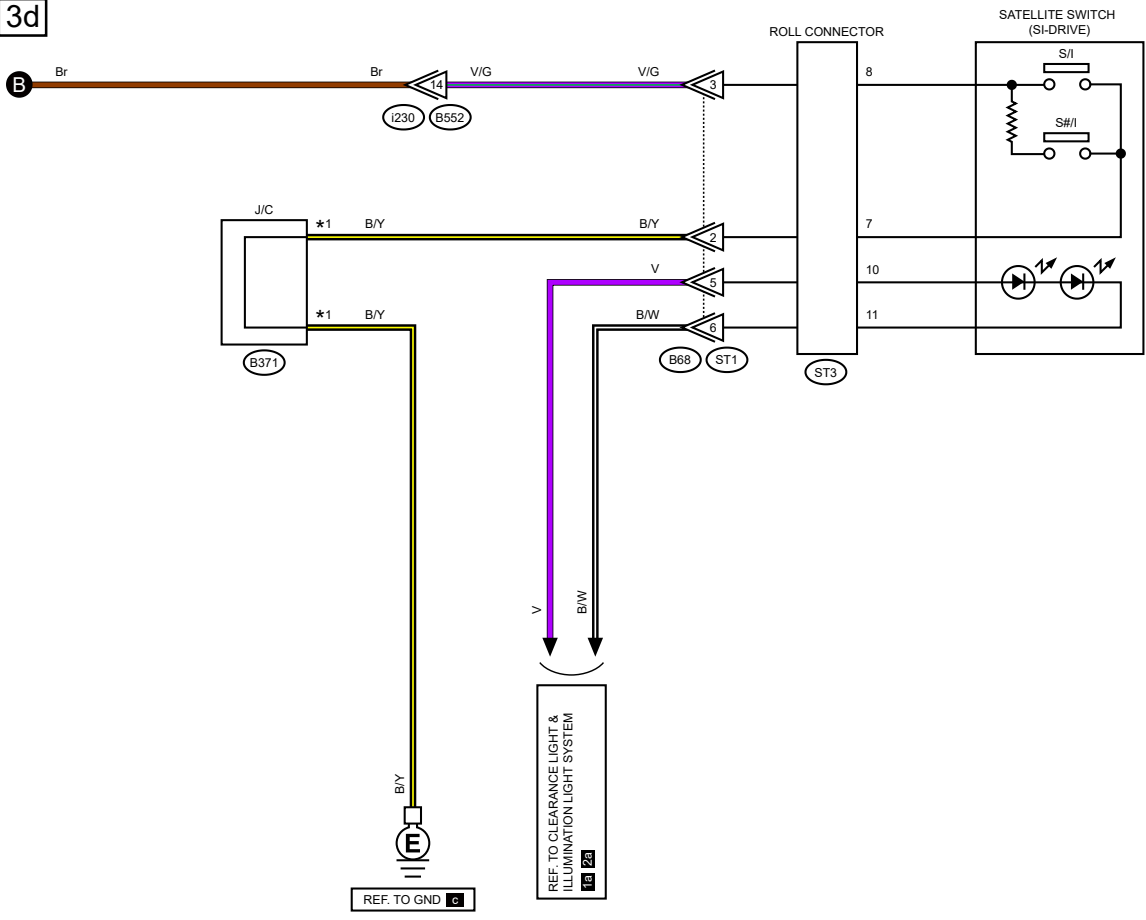 3d
SATELLITE SWITCH
(SI-DRIVE)
ROLL CONNECTOR
S/I
B
Br
Br
14
V/G
V/G
3
8
i230
B552
S#/I
J/C
*1
B/Y
B/Y
2
7
V
5
10
*1
B/Y
B/W
6
11
B371
B68
ST1
ST3
V
B/W
B/Y
E
REF. TO GND c
REF. TO CLEARANCE LIGHT &
ILLUMINATION LIGHT SYSTEM
1a 2a